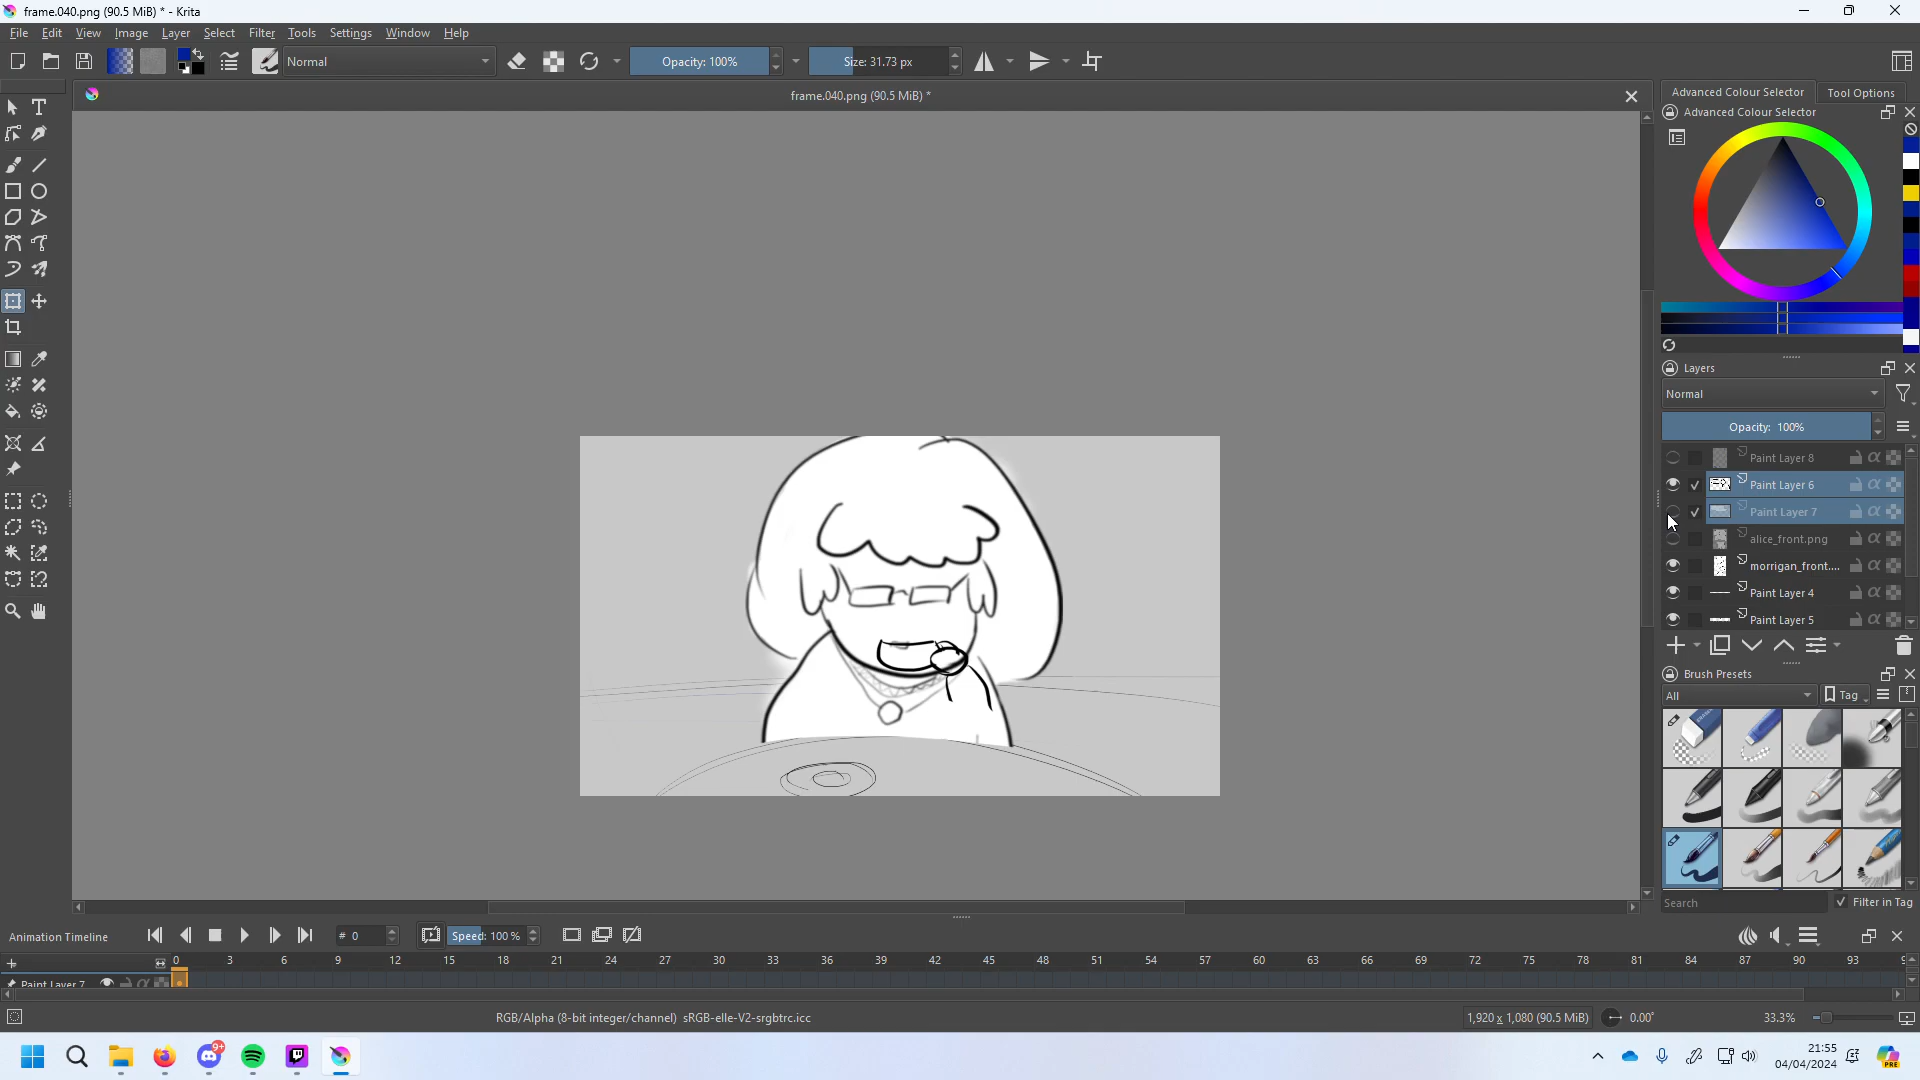 frame.040.png (90.5 MiB) * - Krita
File Edit View Image Layer Select Filter Tools Settings Window Help
Normal Opacity: 100% Size: 31.73 px
frame.040.png (90.5 MiB) *
Advanced Colour Selector Tool Options
Advanced Colour Selector
Layers
Normal
Opacity: 100%
Paint Layer 8
Paint Layer 6
Paint Layer 7
alice_front.png
morrigan_front....
Paint Layer 4
Paint Layer 5
Brush Presets
All Tag
Search Filter in Tag
Animation Timeline # 0 Speed: 100 %
0 3 6 9 12 15 18 21 24 27 30 33 36 39 42 45 48 51 54 57 60 63 66 69 72 75 78 81 84 87 90 93
Paint Layer 7
RGB/Alpha (8-bit integer/channel) sRGB-elle-V2-srgbtrc.icc 1,920 x 1,080 (90.5 MiB) 0.00° 33.3%
9+
21:55
04/04/2024
PRE